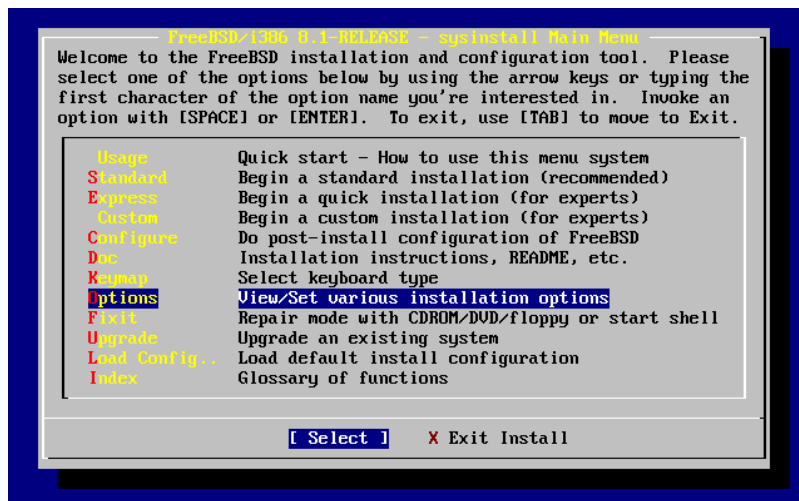 FreeBSD/i386 8.1-RELEASE - sysinstall Main Menu
Welcome to the FreeBSD installation and configuration tool.  Please
select one of the options below by using the arrow keys or typing the
first character of the option name you're interested in.  Invoke an
option with [SPACE] or [ENTER].  To exit, use [TAB] to move to Exit.
Usage Quick start - How to use this menu system
Standard Begin a standard installation (recommended)
Express Begin a quick installation (for experts)
Custom Begin a custom installation (for experts)
Configure Do post-install configuration of FreeBSD
Doc Installation instructions, README, etc.
Keymap Select keyboard type
Options View/Set various installation options
Fixit Repair mode with CDROM/DVD/floppy or start shell
Upgrade Upgrade an existing system
Load Config.. Load default install configuration
Index Glossary of functions
[ Select ] X Exit Install